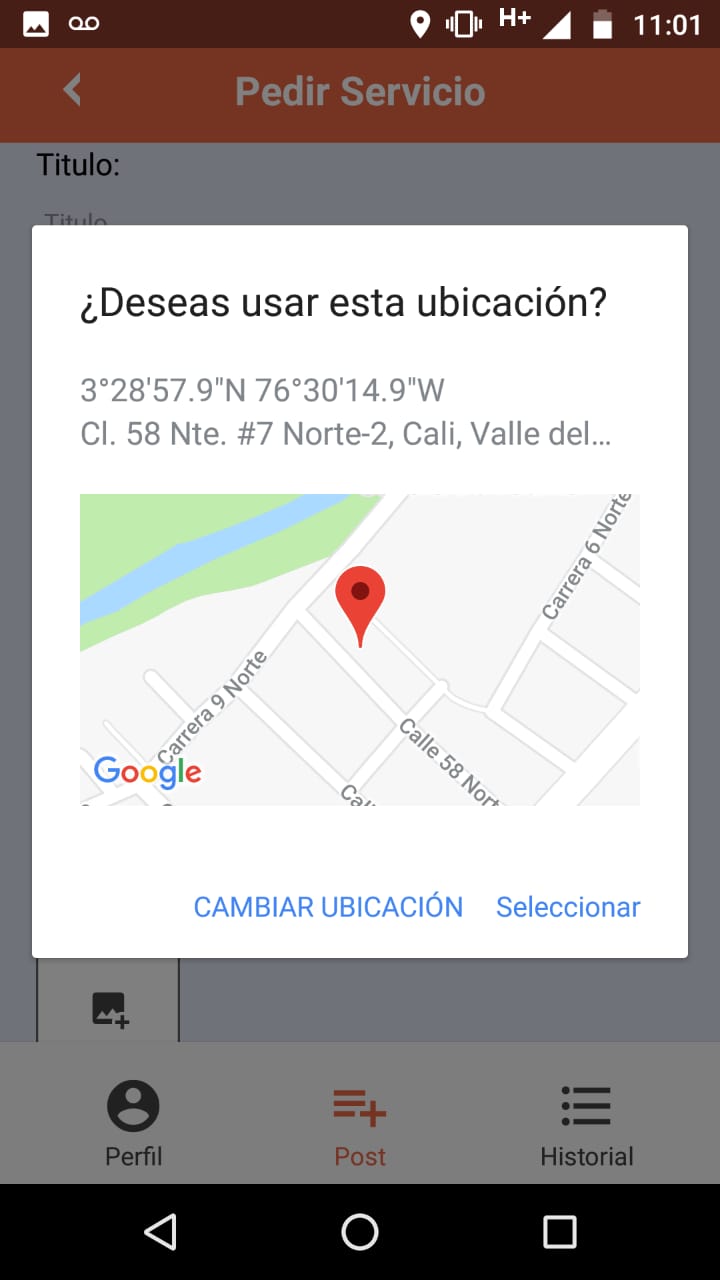 H+ 11:01
Pedir Servicio
Titulo:
Titulo
¿Deseas usar esta ubicación?
3°28'57.9"N 76°30'14.9"W
Cl. 58 Nte. #7 Norte-2, Cali, Valle del...
Carrera 6 Norte
Carrera 9 Norte
Calle 58 Nort
Google
Call
CAMBIAR UBICACIÓN Seleccionar
Perfil Post Historial